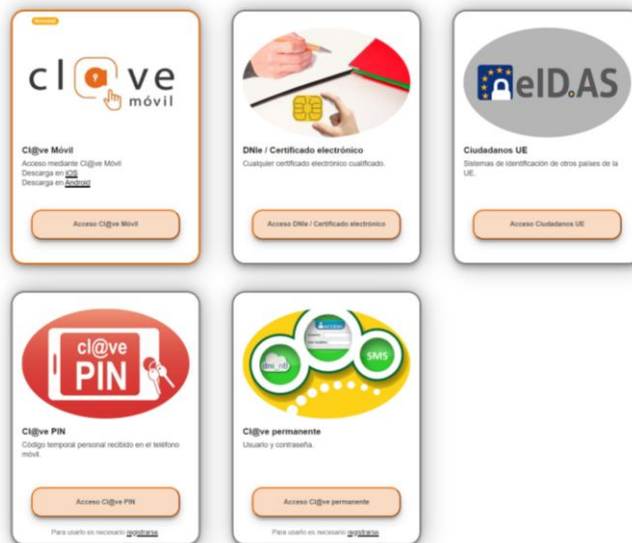 Novedad
cl@ve
móvil
eID.AS
Cl@ve Móvil
Acceso mediante Cl@ve Móvil
Descarga en iOS
Descarga en Android
DNIe / Certificado electrónico
Cualquier certificado electrónico cualificado.
Ciudadanos UE
Sistemas de identificación de otros países de la
UE.
Acceso Cl@ve Móvil
Acceso DNIe / Certificado electrónico
Acceso Ciudadanos UE
cl@ve
PIN
SMS
Cl@ve PIN
Código temporal personal recibido en el teléfono
móvil.
Cl@ve permanente
Usuario y contraseña.
Acceso Cl@ve PIN
Acceso Cl@ve permanente
Para usarlo es necesario registrarse.
Para usarlo es necesario registrarse.